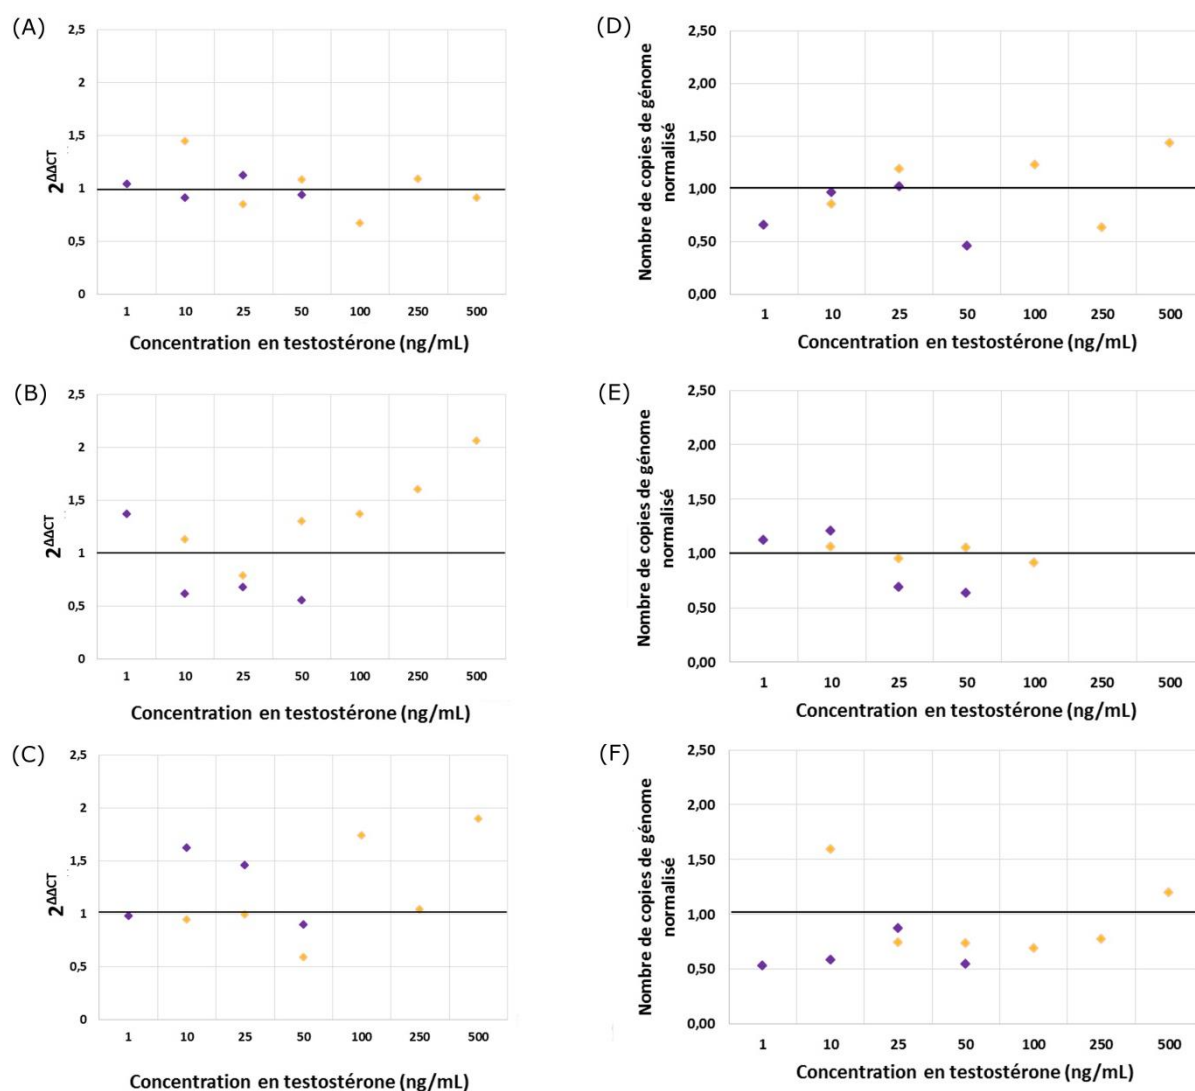 (A)
2,5
2
1,5
1
0,5
0
2ΔΔCT
1 10 25 50 100 250 500
Concentration en testostérone (ng/mL)
(D)
2,50
2,00
1,50
1,00
0,50
0,00
Nombre de copies de génome
normalisé
1 10 25 50 100 250 500
Concentration en testostérone (ng/mL)
(B)
2,5
2
1,5
1
0,5
0
2ΔΔCT
1 10 25 50 100 250 500
Concentration en testostérone (ng/mL)
(E)
2,50
2,00
1,50
1,00
0,50
0,00
Nombre de copies de génome
normalisé
1 10 25 50 100 250 500
Concentration en testostérone (ng/mL)
(C)
2,5
2
1,5
1
0,5
0
2ΔΔCT
1 10 25 50 100 250 500
Concentration en testostérone (ng/mL)
(F)
2,50
2,00
1,50
1,00
0,50
0,00
Nombre de copies de génome
normalisé
1 10 25 50 100 250 500
Concentration en testostérone (ng/mL)